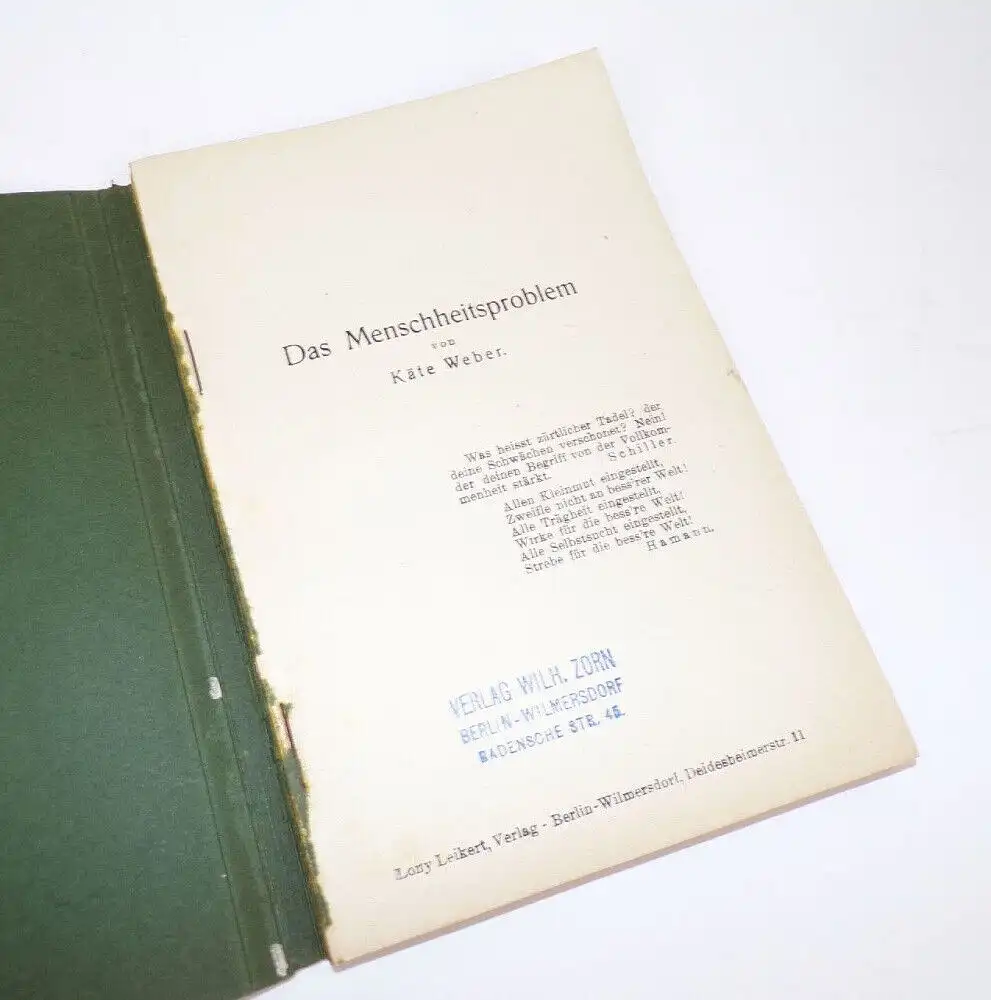 Das Menschheitsproblem
von
Käte Weber.
Was heisst zärtlicher Tadel? der
deine Schwächen verschonet? Nein!
der deinen Begriff von der Vollkom-
menheit stärkt. Schiller.
Allen Kleinmut eingestellt,
Zweifle nicht an bess'rer Welt!
Alle Trägheit eingestellt,
Wirke für die bess're Welt!
Alle Selbstsucht eingestellt,
Strebe für die bess're Welt!
Hamann.
VERLAG WILH. ZORN
BERLIN-WILMERSDORF
BADENSCHE STR. 45.
Lony Leikert, Verlag - Berlin-Wilmersdorf, Deidesheimerstr. 11